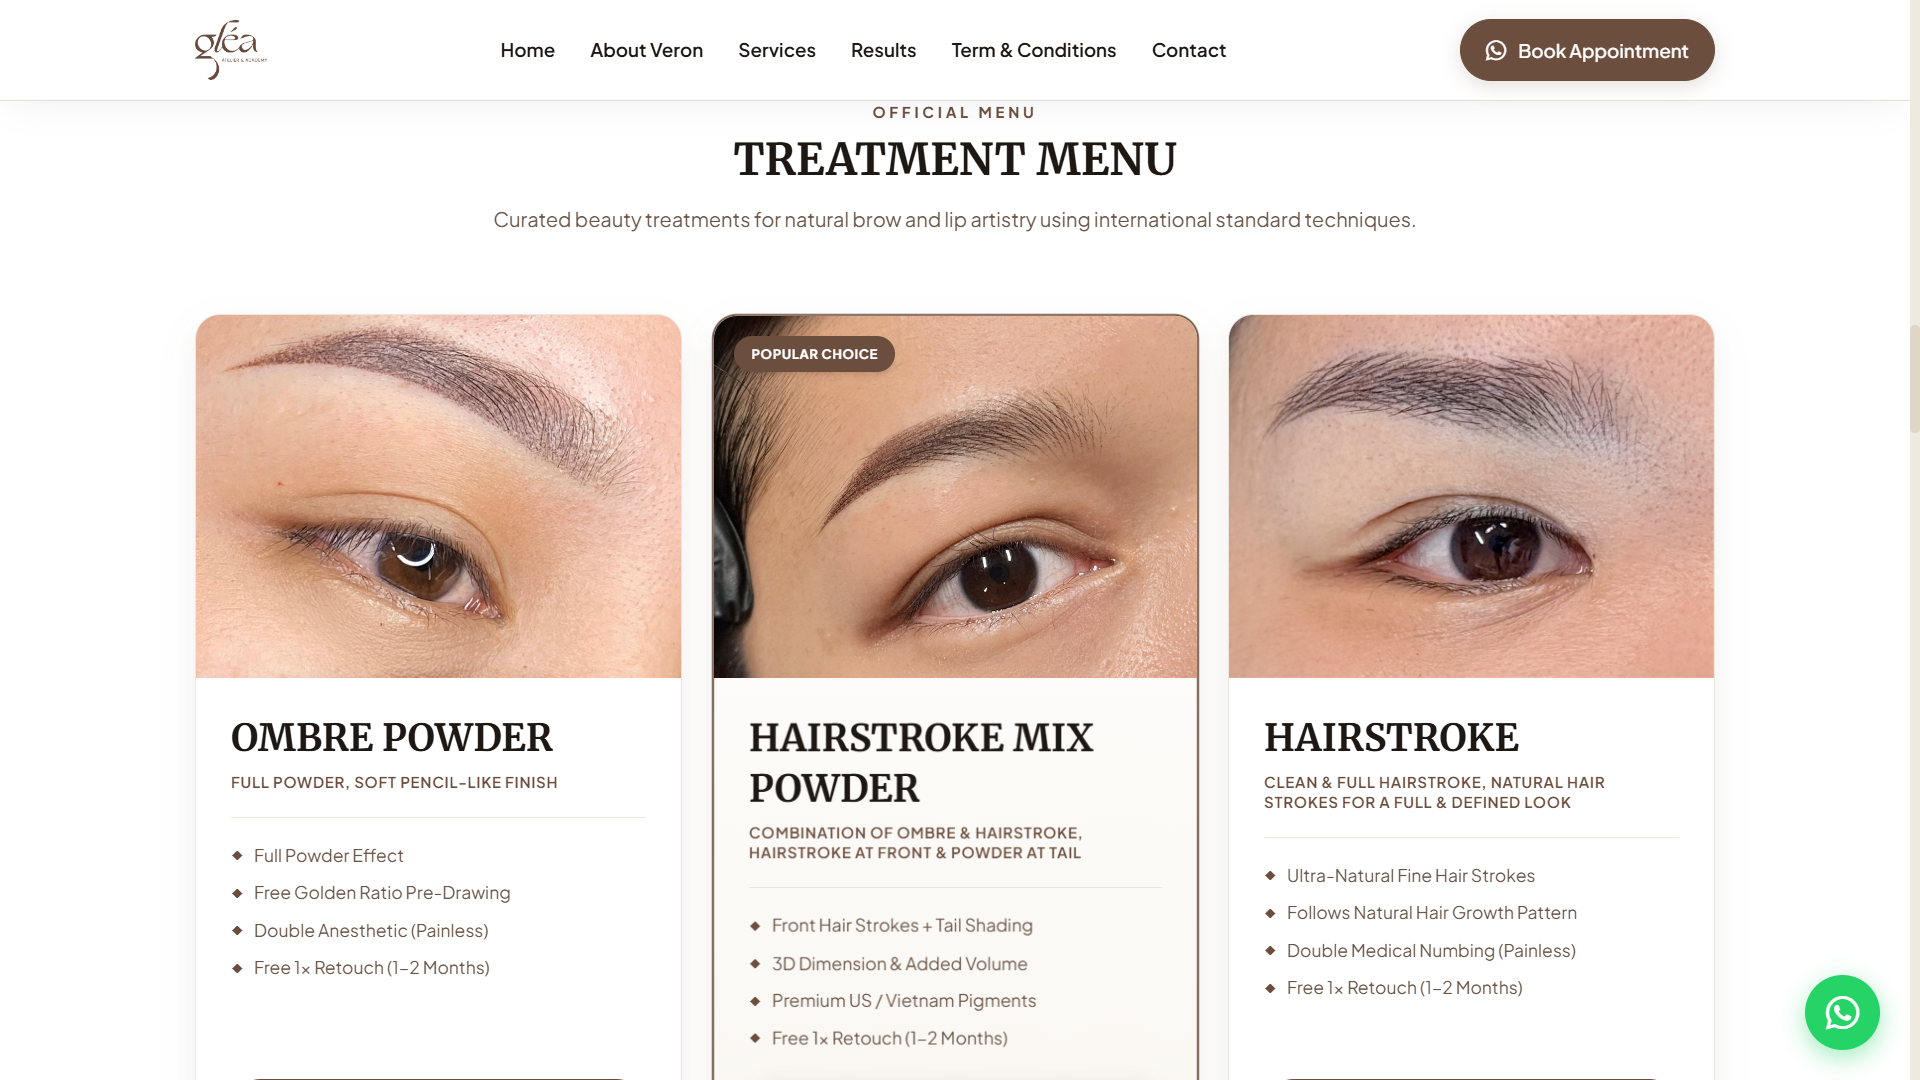 gléa
ATELIER & ACADEMY
Home
About Veron
Services
Results
Term & Conditions
Contact
Book Appointment
OFFICIAL MENU
TREATMENT MENU
Curated beauty treatments for natural brow and lip artistry using international standard techniques.
OMBRE POWDER
FULL POWDER, SOFT PENCIL-LIKE FINISH
Full Powder Effect
Free Golden Ratio Pre-Drawing
Double Anesthetic (Painless)
Free 1x Retouch (1-2 Months)
POPULAR CHOICE
HAIRSTROKE MIX
POWDER
COMBINATION OF OMBRE & HAIRSTROKE,
HAIRSTROKE AT FRONT & POWDER AT TAIL
Front Hair Strokes + Tail Shading
3D Dimension & Added Volume
Premium US / Vietnam Pigments
Free 1x Retouch (1-2 Months)
HAIRSTROKE
CLEAN & FULL HAIRSTROKE, NATURAL HAIR
STROKES FOR A FULL & DEFINED LOOK
Ultra-Natural Fine Hair Strokes
Follows Natural Hair Growth Pattern
Double Medical Numbing (Painless)
Free 1x Retouch (1-2 Months)